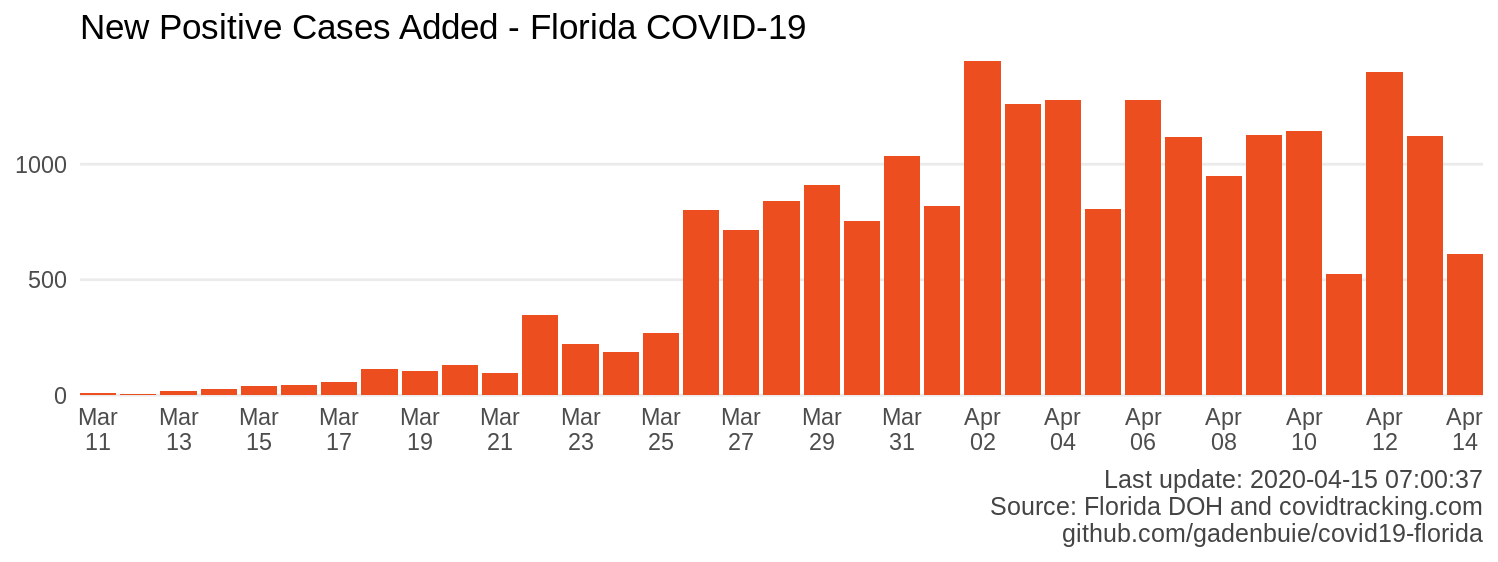 New Positive Cases Added - Florida COVID-19
1000
500
0
Mar Mar Mar Mar Mar Mar Mar Mar Mar Mar Mar Apr Apr Apr Apr Apr Apr Apr
11 13 15 17 19 21 23 25 27 29 31 02 04 06 08 10 12 14
Last update: 2020-04-15 07:00:37
Source: Florida DOH and covidtracking.com
github.com/gadenbuie/covid19-florida